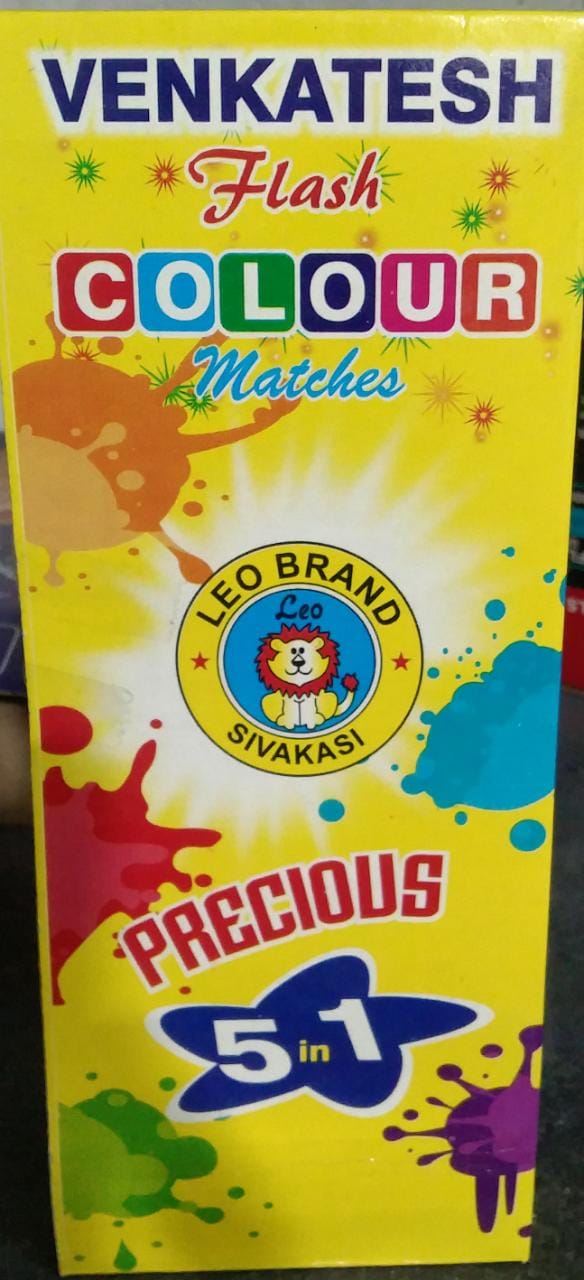 VENKATESH
Flash
COLOUR
Matches
LEO BRAND
Leo
SIVAKASI
PRECIOUS
5 in 1